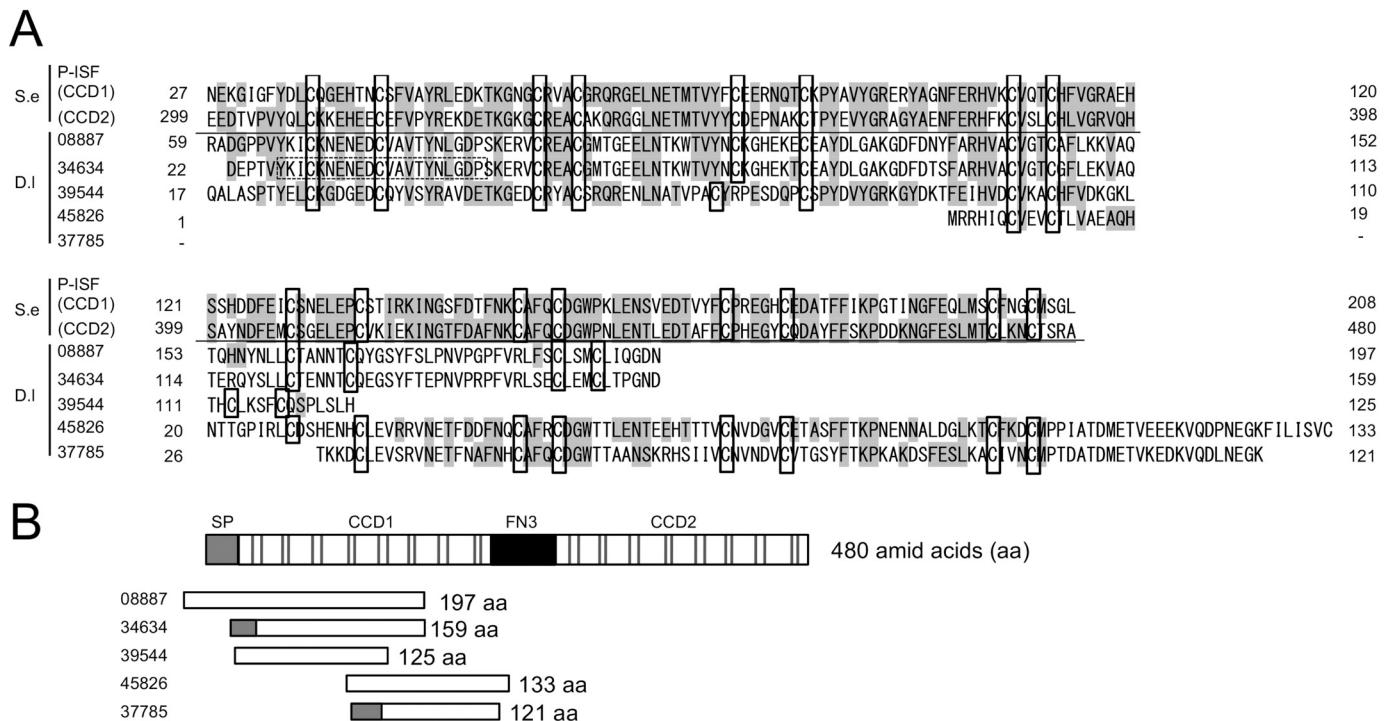 A
P-ISF
S.e
(CCD1) 27 NEKGIGFYDLCQGEHTNCSFVAYRLEDKTKGNGCRVACGRQRGELNETMTVYFCEERNQTCKPYAVYGRERYAGNFERHVKCVQTCHFVGRAEH 120
(CCD2) 299 EEDTVPVYQLCKKEHEECEFVPYREKDETKGKGCREACAKQRGGLNETMTVYYCDEPNAKCTPYEVYGRAGYAENFERHFKCVSLCHLVGRVQH 398
D.l
08887 59 RADGPPVYKICKNENEDCVAVTYNLGDPSKERVCREACGMTGEELNTKWTVYNCKGHEKECEAYDLGAKGDFDNYFARHVACVGTCAFLKKVAQ 152
34634 22 DEPTVYKICKNENEDCVAVTYNLGDPSKERVCREACGMTGEELNTKWTVYNCKGHEKTCEAYDLGAKGDFDTSFARHVACVGTCFLEKVAQ 113
39544 17 QALASPTYELCKGDGEDCQYVSYRAVDETKGEDCRYACSRQRENLNATVPACYRPESDQPCSPYDVYGRKGYDKTFEIHVDCVKACHFVDKGKL 110
45826 1 MRRHIQCVEVCTLVAEAQH 19
37785 - -
P-ISF
S.e
(CCD1) 121 SSHDDFEICSNELEPCSTIRKINGSFDTFNKCAFQCDGWPKLENSVEDTVYFCPREGHCEDATFFIKPGTINGFEQLMSCFNGCMSGL 208
(CCD2) 399 SAYNDFEMCSGELEPCVKIEKINGTFDAFNKCAFQCDGWPNLENTLEDTAFFCPHEGYCQDAYFFSKPDDKNGFESLMTCLKNCTSRA 480
D.l
08887 153 TQHNYNLLCTANNTCQYGSYFSLPNVPGPFVRLFSCLSMCLIQGDN 197
34634 114 TERQYSLLCTENNTCQEGSYFTEPNVPRPFVRLSECLEMCLTPGND 159
39544 111 THCLKSFCQSPLSLH 125
45826 20 NTTGPIRLCDSHENHCLEVRRVNETFDDFNQCAFRCDGWTTLENTEEHTTTVCNVDGVCETASFFTKPNENNALDGLKTCFKDCMPPIATDMETVEEEKVQDPNEGKFILISVC 133
37785 26 TKKDCLEVSRVNETFNAFNHCAFQCDGWTTAANSKRHSIIVCNVNDVCVTGSYFTKPKAKDSFESLKACIVNCMPTDATDMETVKEDKVQDLNEGK 121
B
SP CCD1 FN3 CCD2
480 amid acids (aa)
08887 197 aa
34634 159 aa
39544 125 aa
45826 133 aa
37785 121 aa